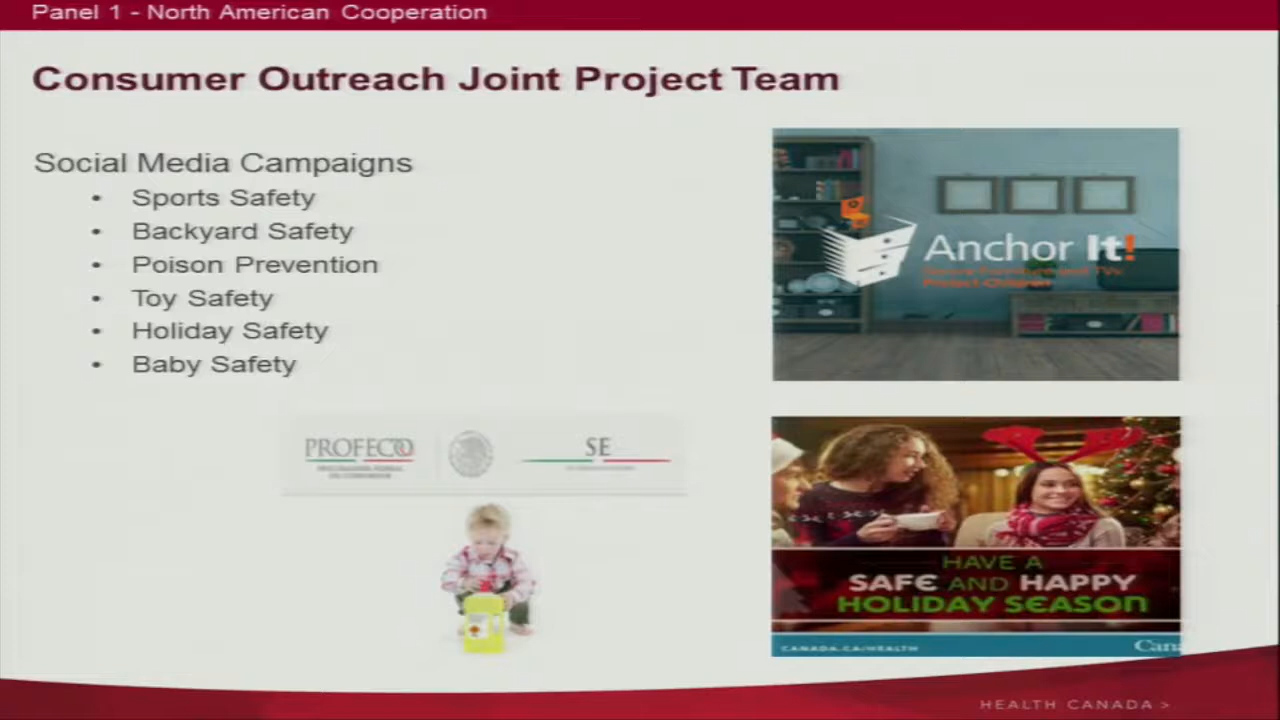 Panel 1 - North American Cooperation
Consumer Outreach Joint Project Team
Social Media Campaigns
• Sports Safety
• Backyard Safety
• Poison Prevention
• Toy Safety
• Holiday Safety
• Baby Safety
Anchor It!
Protect Children
PROFECO
SE
HAVE A
SAFE AND HAPPY
HOLIDAY SEASON
CANADA.CA/HEALTH
HEALTH CANADA >